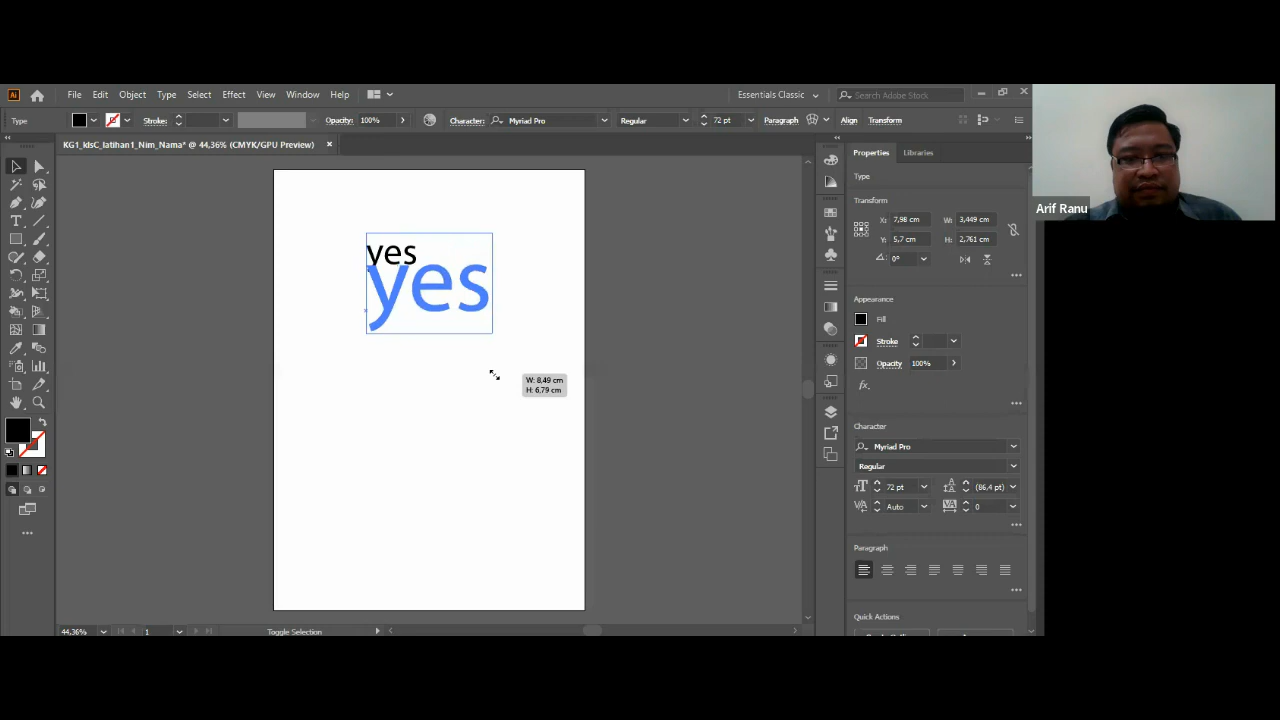 Ai File Edit Object Type Select Effect View Window Help Essentials Classic Search Adobe Stock
Type Stroke: Opacity: 100% Character: Myriad Pro Regular 72 pt Paragraph Align Transform
KG1_klsC_latihan1_Nim_Nama* @ 44,36% (CMYK/GPU Preview)
Properties Libraries
Type
Transform
X: 7,98 cm W: 3,449 cm
Y: 5,7 cm H: 2,761 cm
0°
Arif Ranu
yes
yes
W: 8,49 cm
H: 6,79 cm
Appearance
Fill
Stroke
Opacity 100%
fx.
Character
Myriad Pro
Regular
72 pt (86,4 pt)
Auto 0
Paragraph
Quick Actions
44,36% 1 Toggle Selection